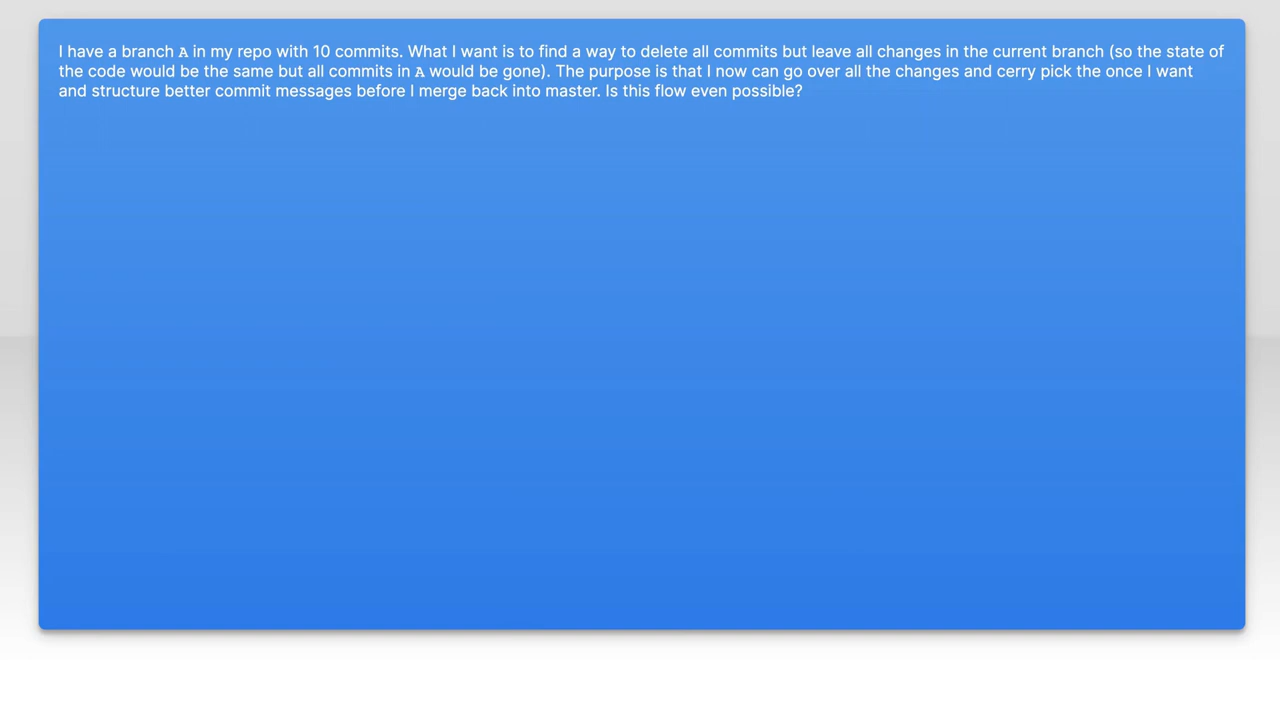 I have a branch A in my repo with 10 commits. What I want is to find a way to delete all commits but leave all changes in the current branch (so the state of
the code would be the same but all commits in A would be gone). The purpose is that I now can go over all the changes and cerry pick the once I want
and structure better commit messages before I merge back into master. Is this flow even possible?